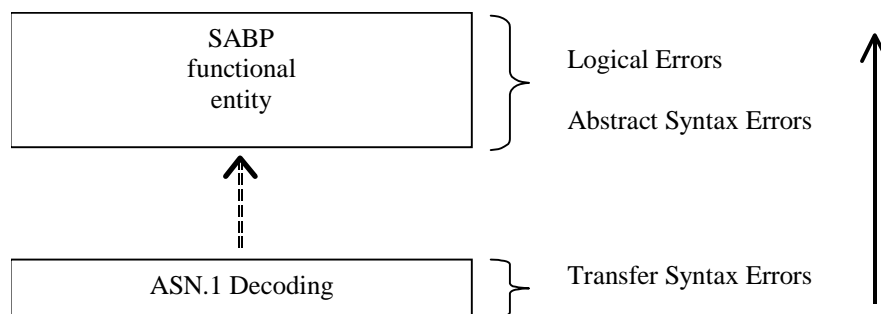 SABP
functional
entity
Logical Errors
Abstract Syntax Errors
ASN.1 Decoding
Transfer Syntax Errors